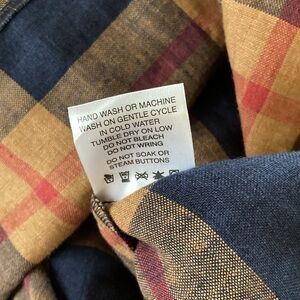 HAND WASH OR MACHINE
WASH ON GENTLE CYCLE
IN COLD WATER
TUMBLE DRY ON LOW
DO NOT BLEACH
DO NOT WRING
DO NOT SOAK OR
STEAM BUTTONS